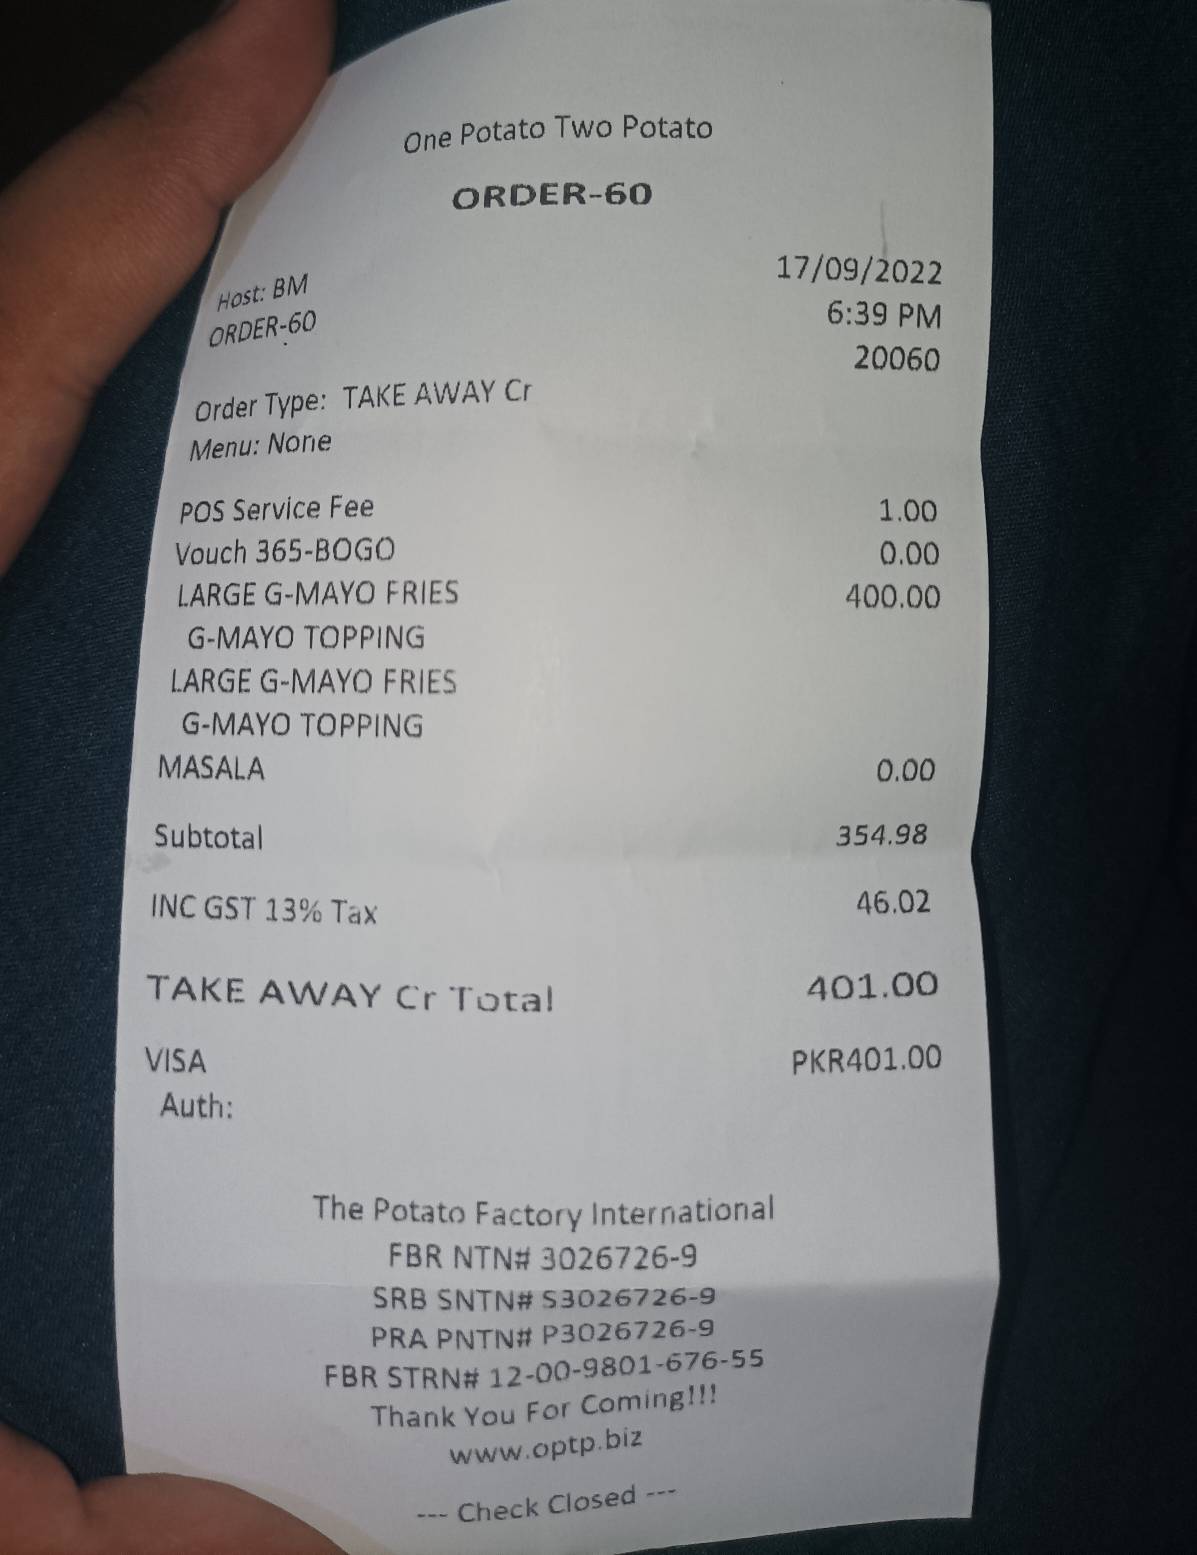 One Potato Two Potato
ORDER-60
Host: BM 17/09/2022
ORDER-60 6:39 PM
20060
Order Type: TAKE AWAY Cr
Menu: None
POS Service Fee 1.00
Vouch 365-BOGO 0.00
LARGE G-MAYO FRIES 400.00
G-MAYO TOPPING
LARGE G-MAYO FRIES
G-MAYO TOPPING
MASALA 0.00
Subtotal 354.98
INC GST 13% Tax 46.02
TAKE AWAY Cr Total 401.00
VISA PKR401.00
Auth:
The Potato Factory International
FBR NTN# 3026726-9
SRB SNTN# S3026726-9
PRA PNTN# P3026726-9
FBR STRN# 12-00-9801-676-55
Thank You For Coming!!!
www.optp.biz
--- Check Closed ---